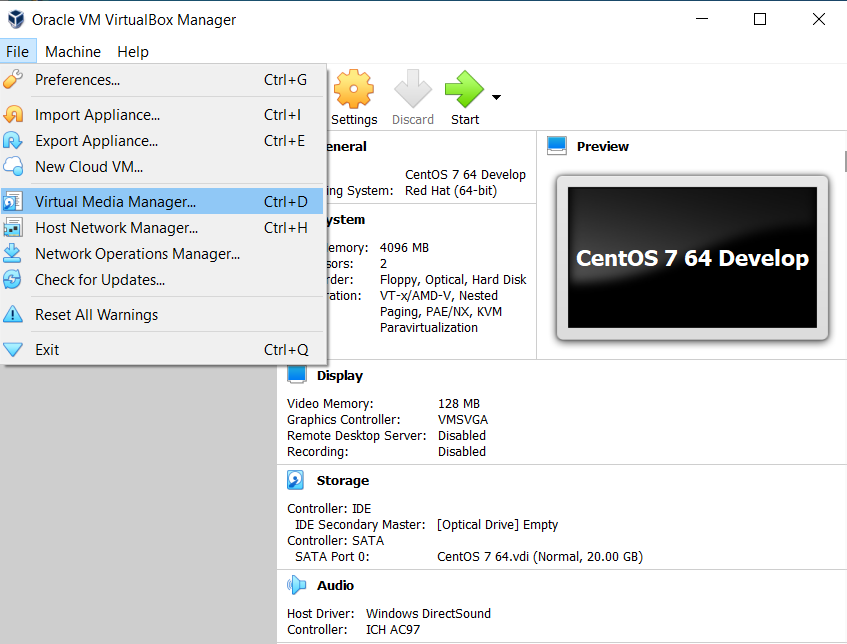 Oracle VM VirtualBox Manager
File Machine Help
Preferences... Ctrl+G
Import Appliance... Ctrl+I
Export Appliance... Ctrl+E
New Cloud VM...
Virtual Media Manager... Ctrl+D
Host Network Manager... Ctrl+H
Network Operations Manager...
Check for Updates...
Reset All Warnings
Exit Ctrl+Q
Settings Discard Start
eneral
CentOS 7 64 Develop
ing System: Red Hat (64-bit)
ystem
emory: 4096 MB
sors: 2
rder: Floppy, Optical, Hard Disk
ration: VT-x/AMD-V, Nested
Paging, PAE/NX, KVM
Paravirtualization
Preview
CentOS 7 64 Develop
Display
Video Memory: 128 MB
Graphics Controller: VMSVGA
Remote Desktop Server: Disabled
Recording: Disabled
Storage
Controller: IDE
IDE Secondary Master: [Optical Drive] Empty
Controller: SATA
SATA Port 0: CentOS 7 64.vdi (Normal, 20.00 GB)
Audio
Host Driver: Windows DirectSound
Controller: ICH AC97